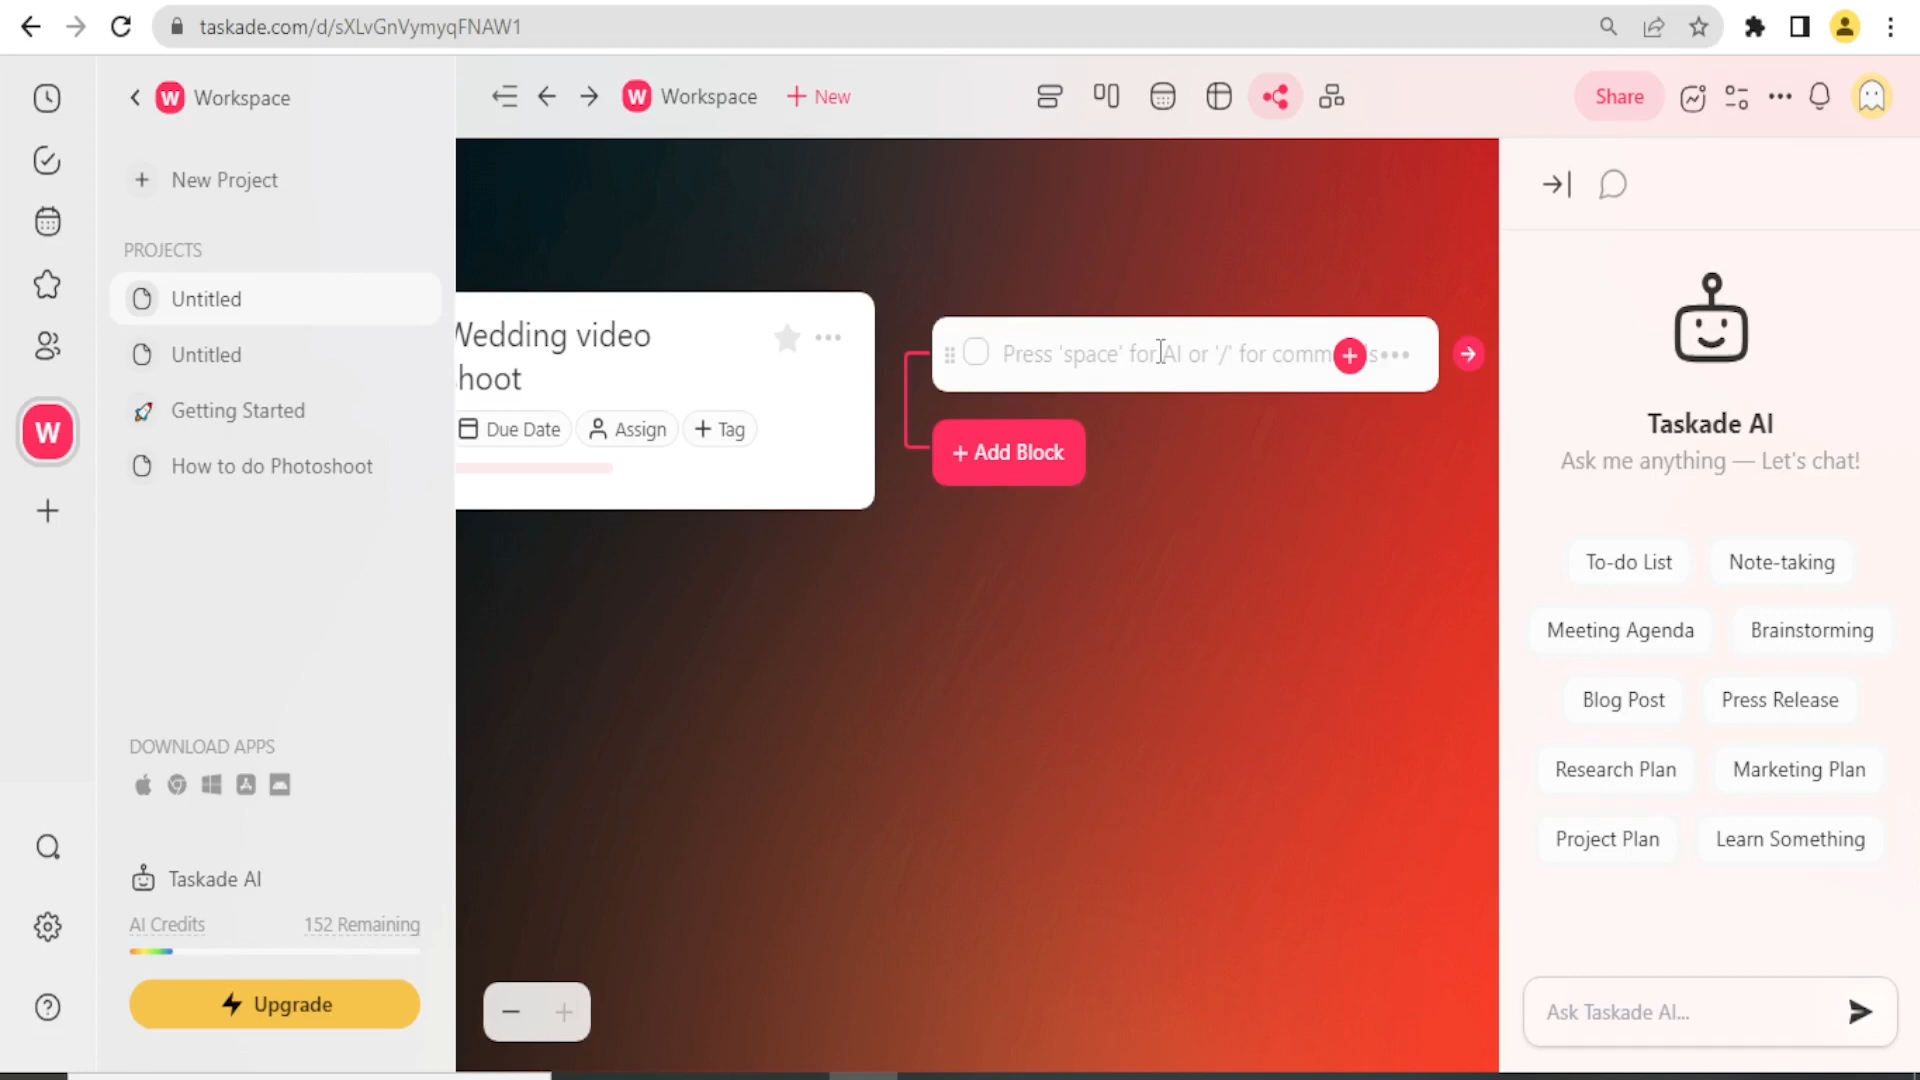 taskade.com/d/sXLvGnVymyqFNAW1
W Workspace
New Project
PROJECTS
Untitled
Untitled
Getting Started
How to do Photoshoot
W
DOWNLOAD APPS
Taskade AI
AI Credits 152 Remaining
Upgrade
W Workspace + New
Share
Wedding video
hoot
Due Date Assign + Tag
Press 'space' for AI or '/' for comm s
+ Add Block
Taskade AI
Ask me anything — Let's chat!
To-do List Note-taking
Meeting Agenda Brainstorming
Blog Post Press Release
Research Plan Marketing Plan
Project Plan Learn Something
Ask Taskade AI...